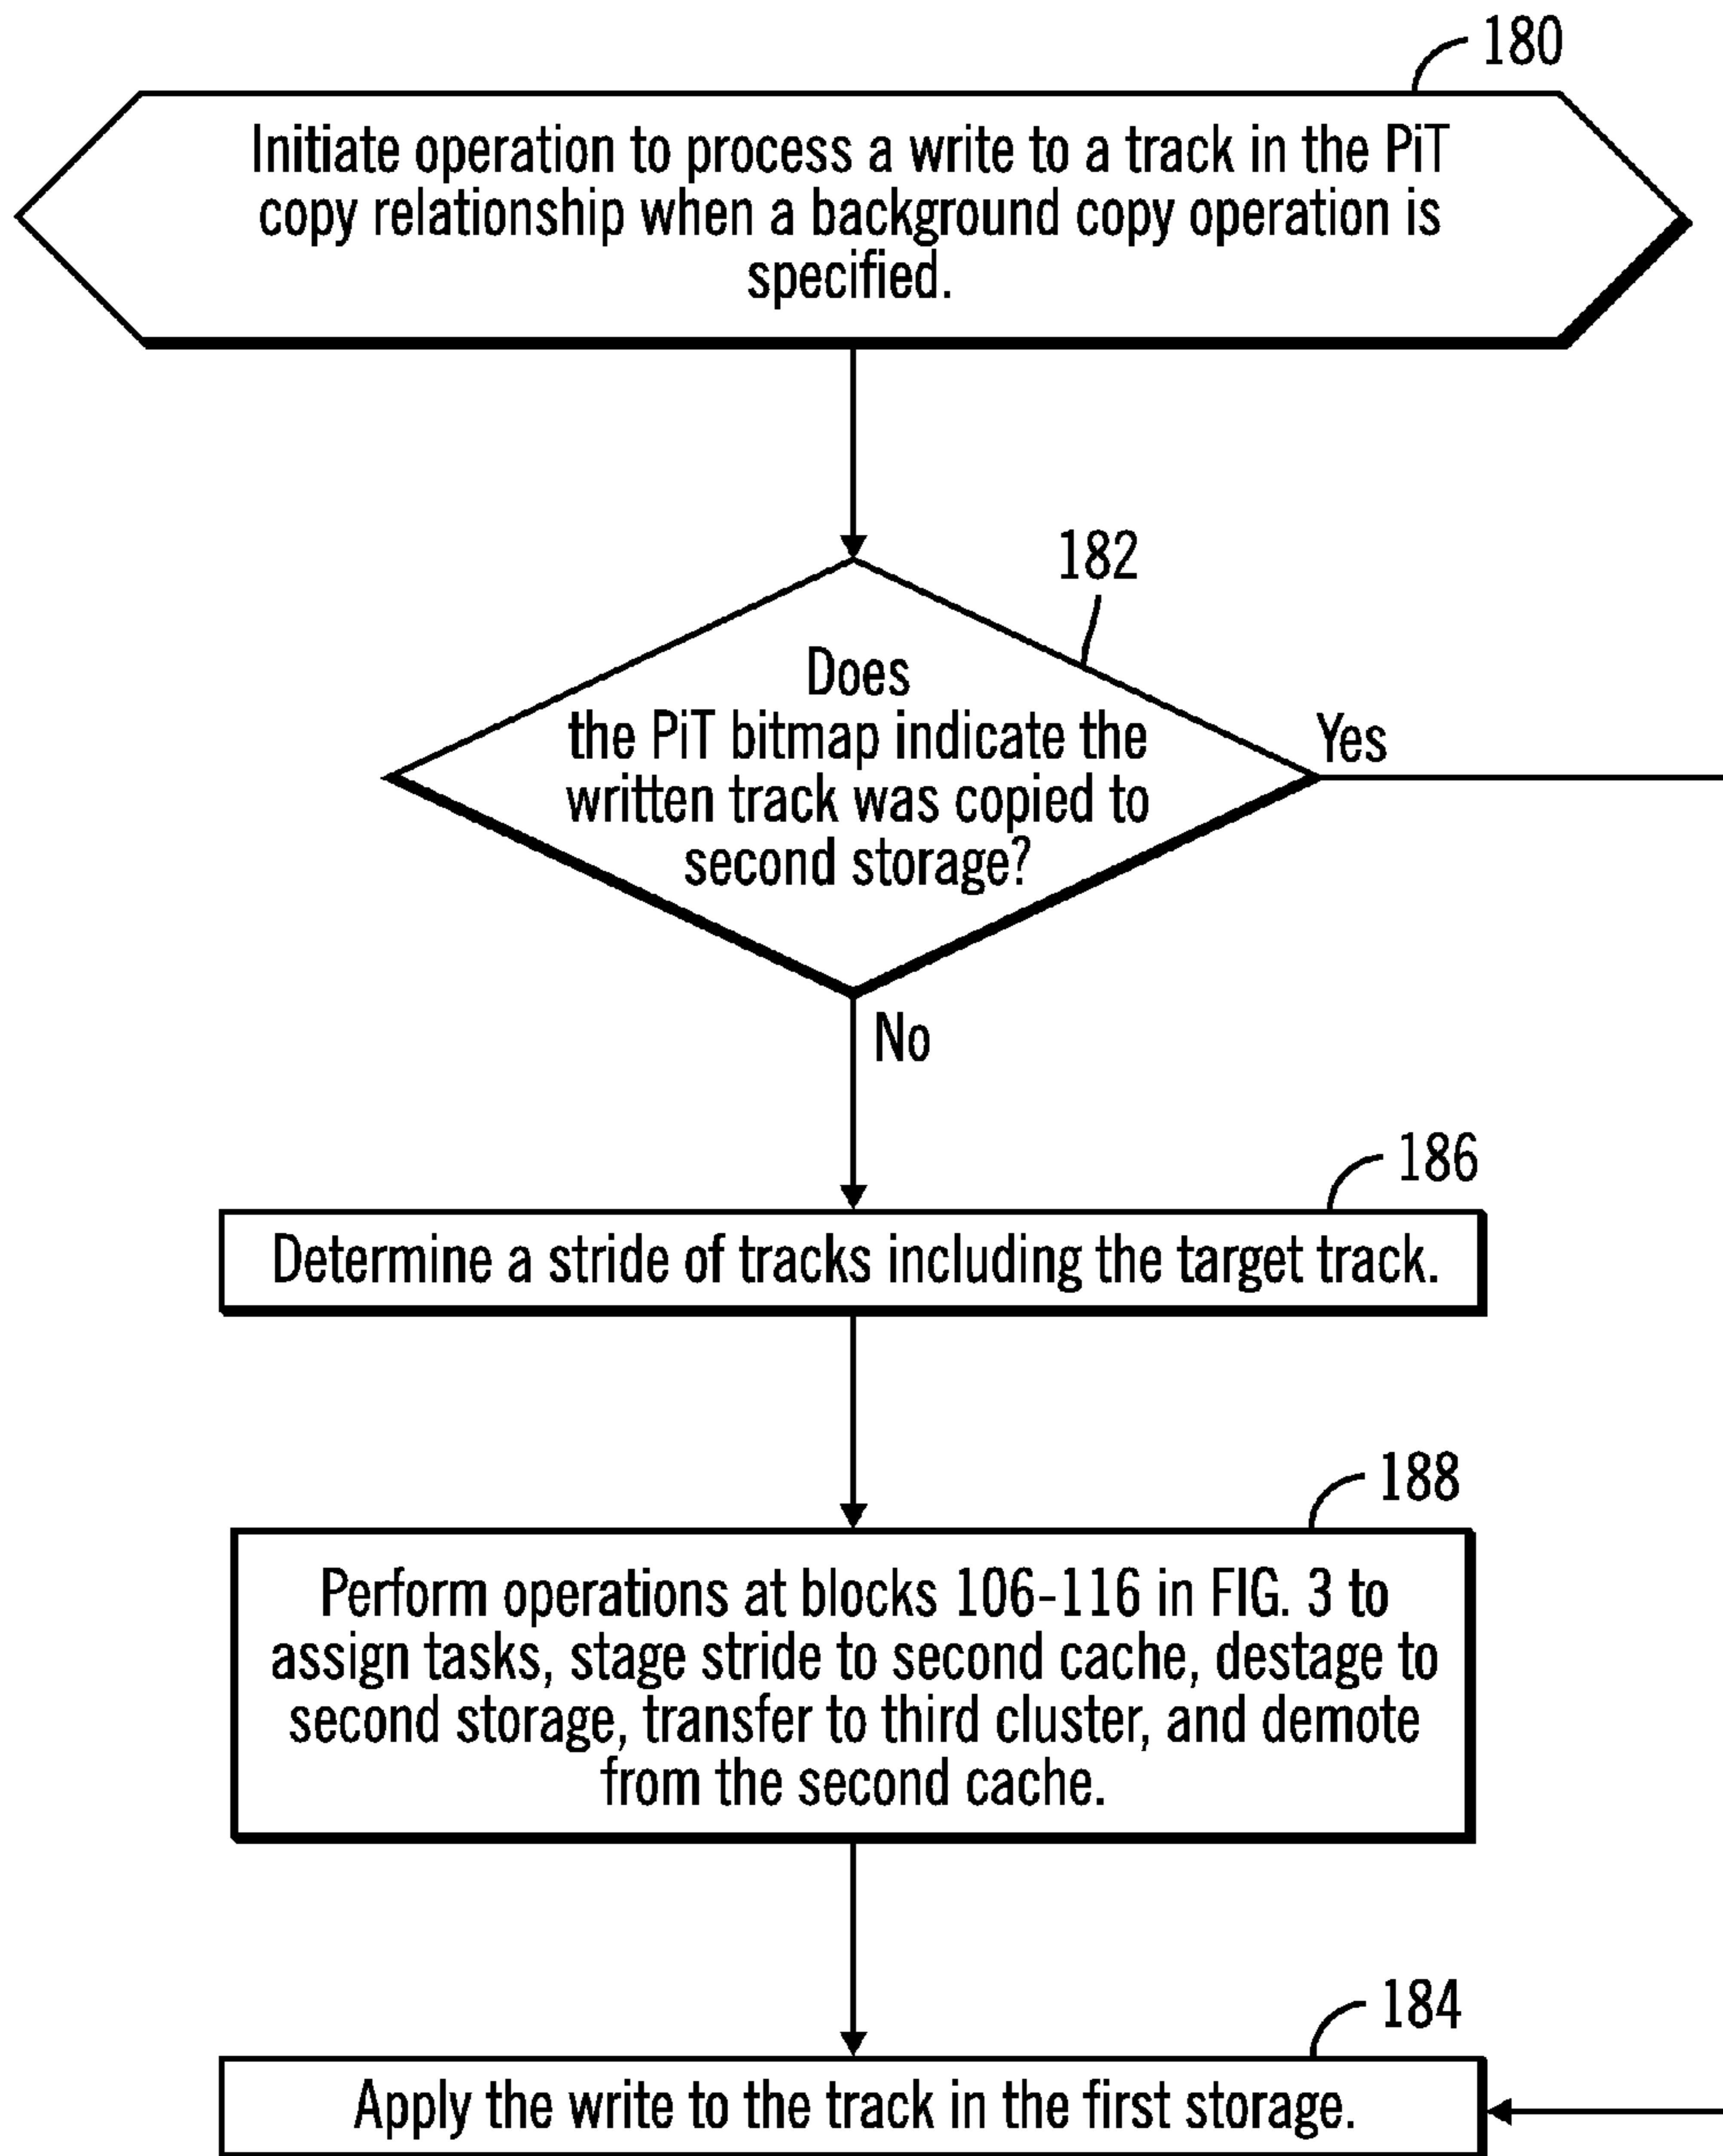 180
Initiate operation to process a write to a track in the PiT
copy relationship when a background copy operation is
specified.
182
Does
the PiT bitmap indicate the
written track was copied to
second storage?
Yes
No
186
Determine a stride of tracks including the target track.
188
Perform operations at blocks 106-116 in FIG. 3 to
assign tasks, stage stride to second cache, destage to
second storage, transfer to third cluster, and demote
from the second cache.
184
Apply the write to the track in the first storage.